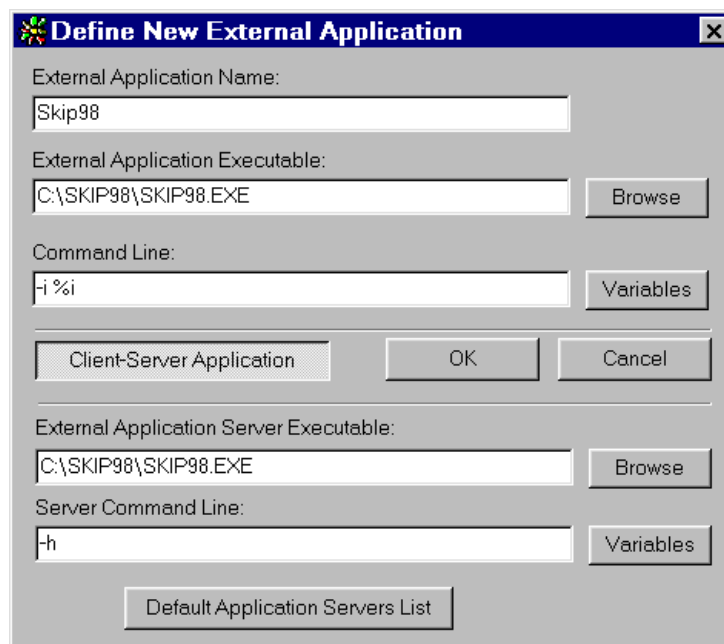 Define New External Application
External Application Name:
Skip98
External Application Executable:
C:\SKIP98\SKIP98.EXE
Browse
Command Line:
-i %i
Variables
Client-Server Application
OK
Cancel
External Application Server Executable:
C:\SKIP98\SKIP98.EXE
Browse
Server Command Line:
-h
Variables
Default Application Servers List